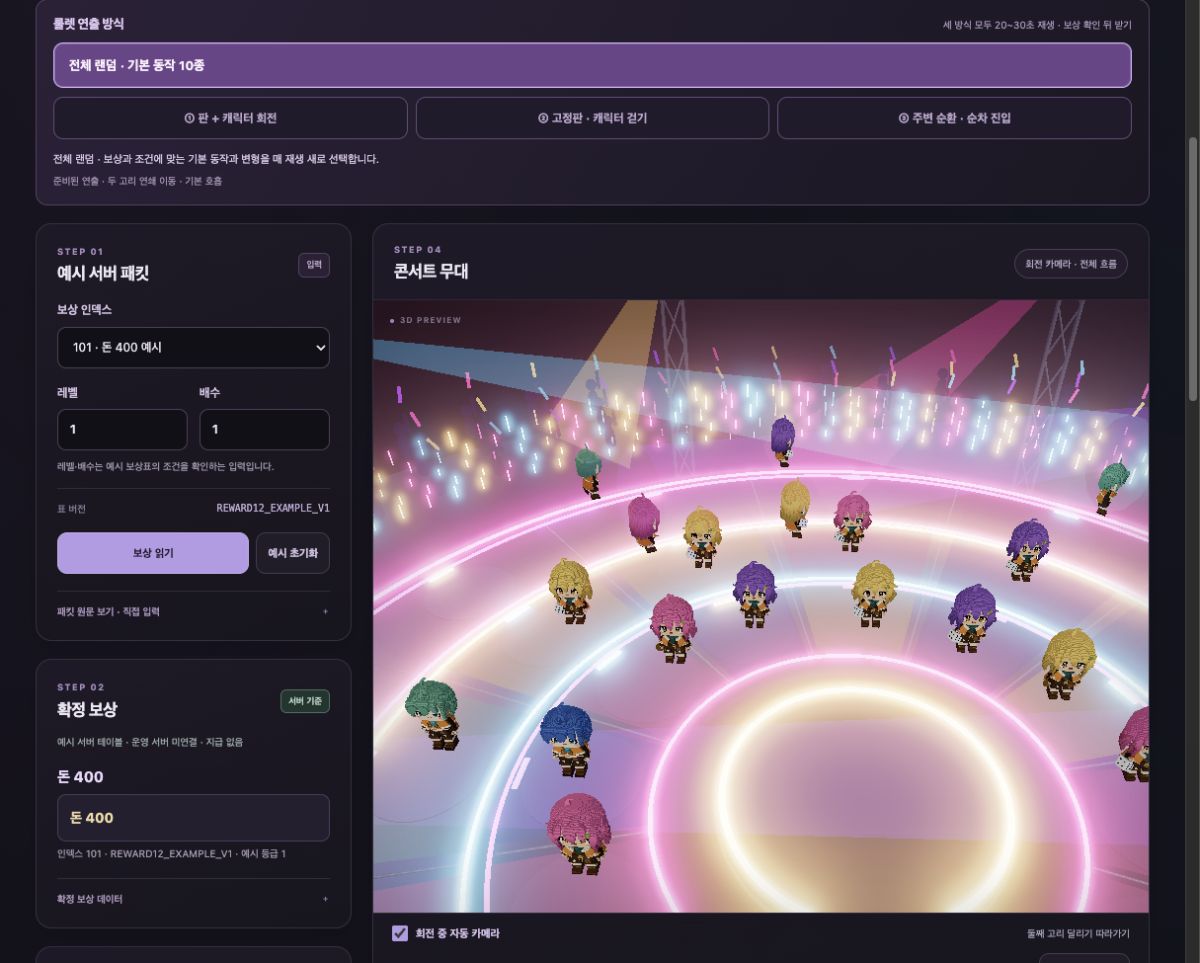 룰렛 연출 방식
세 방식 모두 20~30초 재생 · 보상 확인 뒤 받기
전체 랜덤 · 기본 동작 10종
① 판 + 캐릭터 회전
② 고정판 · 캐릭터 걷기
③ 주변 순환 · 순차 진입
전체 랜덤 · 보상과 조건에 맞는 기본 동작과 변형을 매 재생 새로 선택합니다.
준비된 연출 · 두 고리 연쇄 이동 · 기본 호흡
STEP 01
예시 서버 패킷
입력
보상 인덱스
101 · 돈 400 예시
레벨
배수
1
1
레벨·배수는 예시 보상표의 조건을 확인하는 입력입니다.
표 버전
REWARD12_EXAMPLE_V1
보상 읽기
예시 초기화
패킷 원문 보기 · 직접 입력
+
STEP 02
확정 보상
서버 기준
예시 서버 테이블 · 운영 서버 미연결 · 지급 없음
돈 400
돈 400
인덱스 101 · REWARD12_EXAMPLE_V1 · 예시 등급 1
확정 보상 데이터
+
STEP 04
콘서트 무대
회전 카메라 · 전체 흐름
3D PREVIEW
회전 중 자동 카메라
둘째 고리 달리기 따라가기